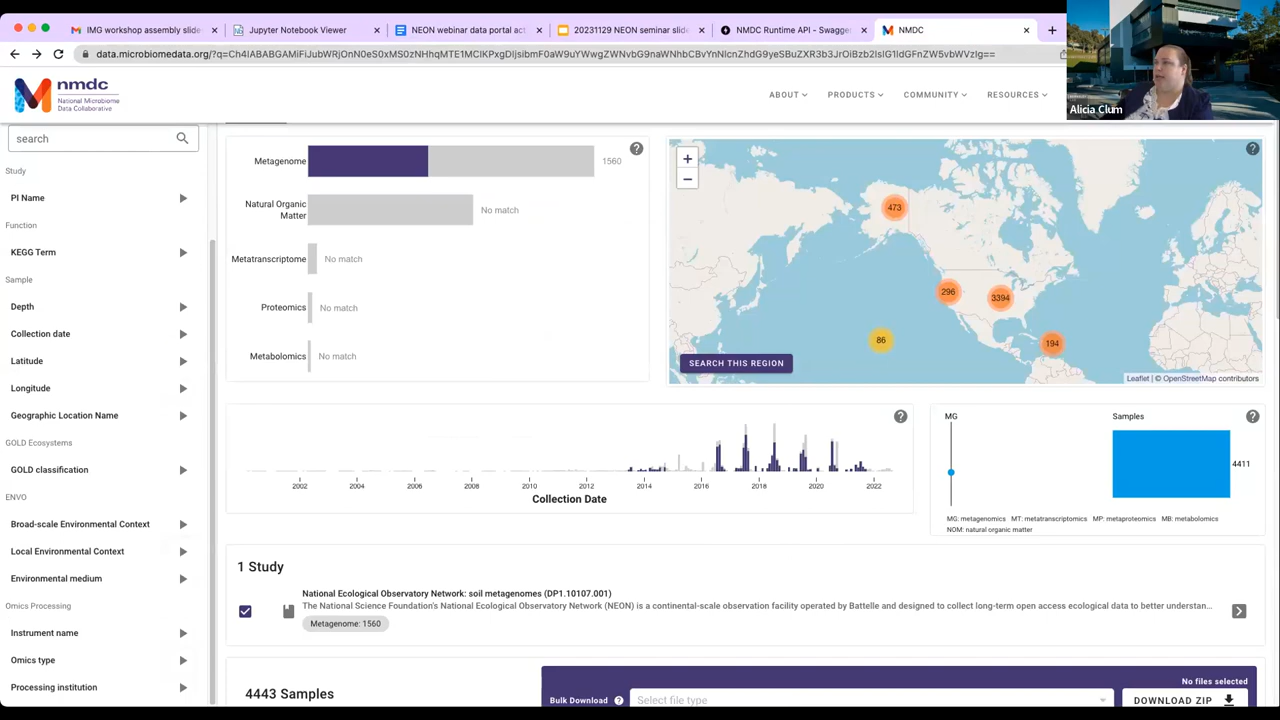 IMG workshop assembly slide
Jupyter Notebook Viewer
NEON webinar data portal act
20231129 NEON seminar slide
NMDC Runtime API - Swagge
NMDC
nmdc
National Microbiome
Data Collaborative
ABOUT
PRODUCTS
COMMUNITY
RESOURCES
Alicia Clum
search
Study
PI Name
Function
KEGG Term
Sample
Depth
Collection date
Latitude
Longitude
Geographic Location Name
GOLD Ecosystems
GOLD classification
ENVO
Broad-scale Environmental Context
Local Environmental Context
Environmental medium
Omics Processing
Instrument name
Omics type
Processing institution
Metagenome 1560
Natural Organic
Matter
No match
Metatranscriptome No match
Proteomics No match
Metabolomics No match
+
−
473
296
3394
86
194
SEARCH THIS REGION
Leaflet | © OpenStreetMap contributors
2002 2004 2006 2008 2010 2012 2014 2016 2018 2020 2022
Collection Date
MG
Samples
4411
MG: metagenomics MT: metatranscriptomics MP: metaproteomics MB: metabolomics
NOM: natural organic matter
1 Study
National Ecological Observatory Network: soil metagenomes (DP1.10107.001)
The National Science Foundation's National Ecological Observatory Network (NEON) is a continental-scale observation facility operated by Battelle and designed to collect long-term open access ecological data to better understan...
Metagenome: 1560
4443 Samples
No files selected
Bulk Download
Select file type
DOWNLOAD ZIP